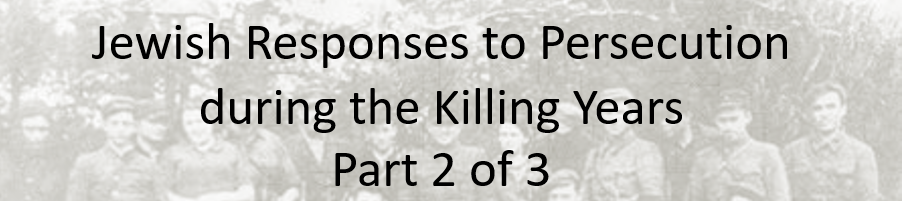 Jewish Responses to Persecution
during the Killing Years
Part 2 of 3